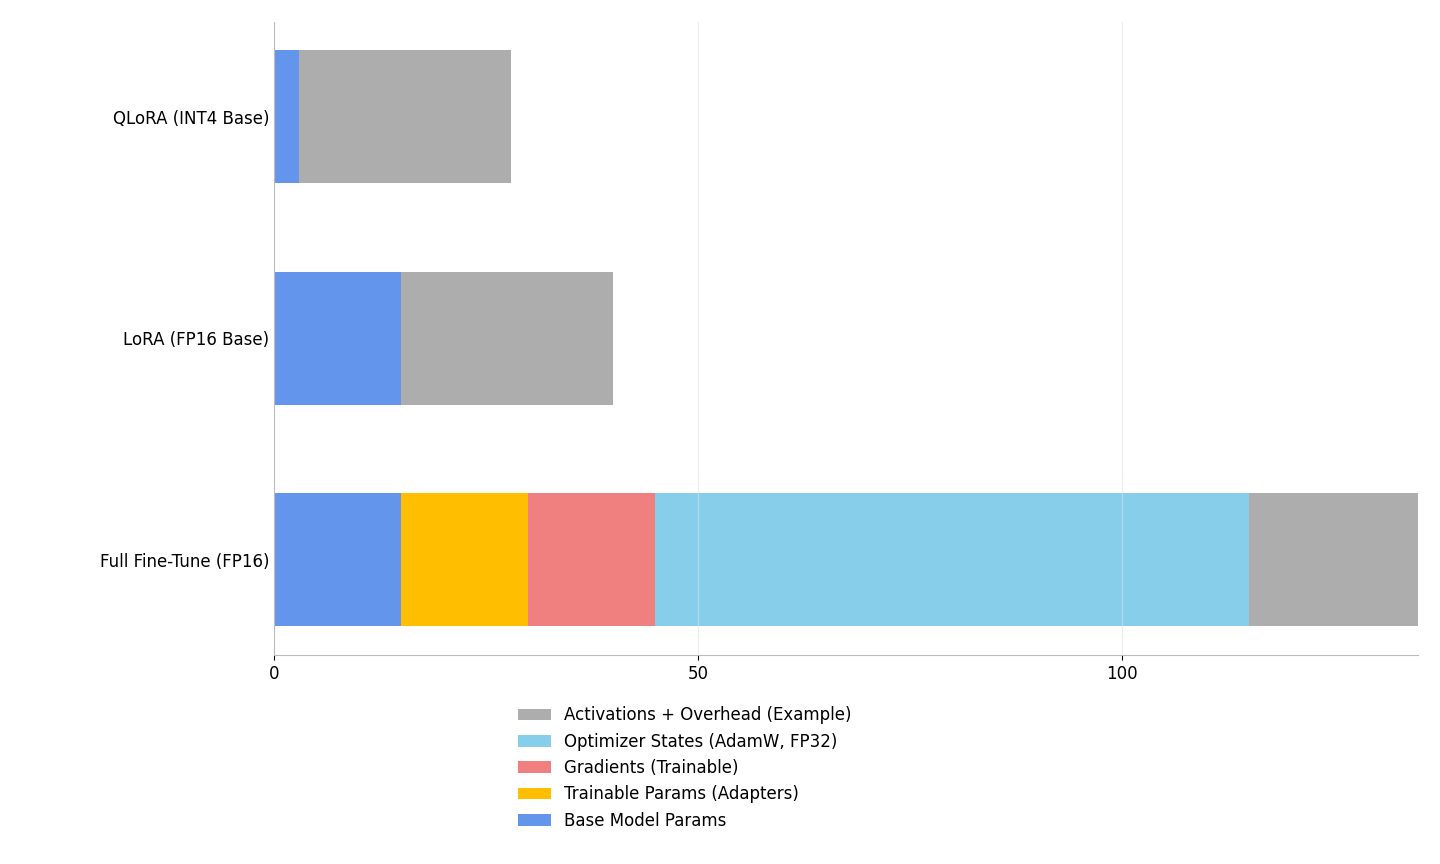 QLoRA (INT4 Base)
LoRA (FP16 Base)
Full Fine-Tune (FP16)
0 50 100
Activations + Overhead (Example)
Optimizer States (AdamW, FP32)
Gradients (Trainable)
Trainable Params (Adapters)
Base Model Params